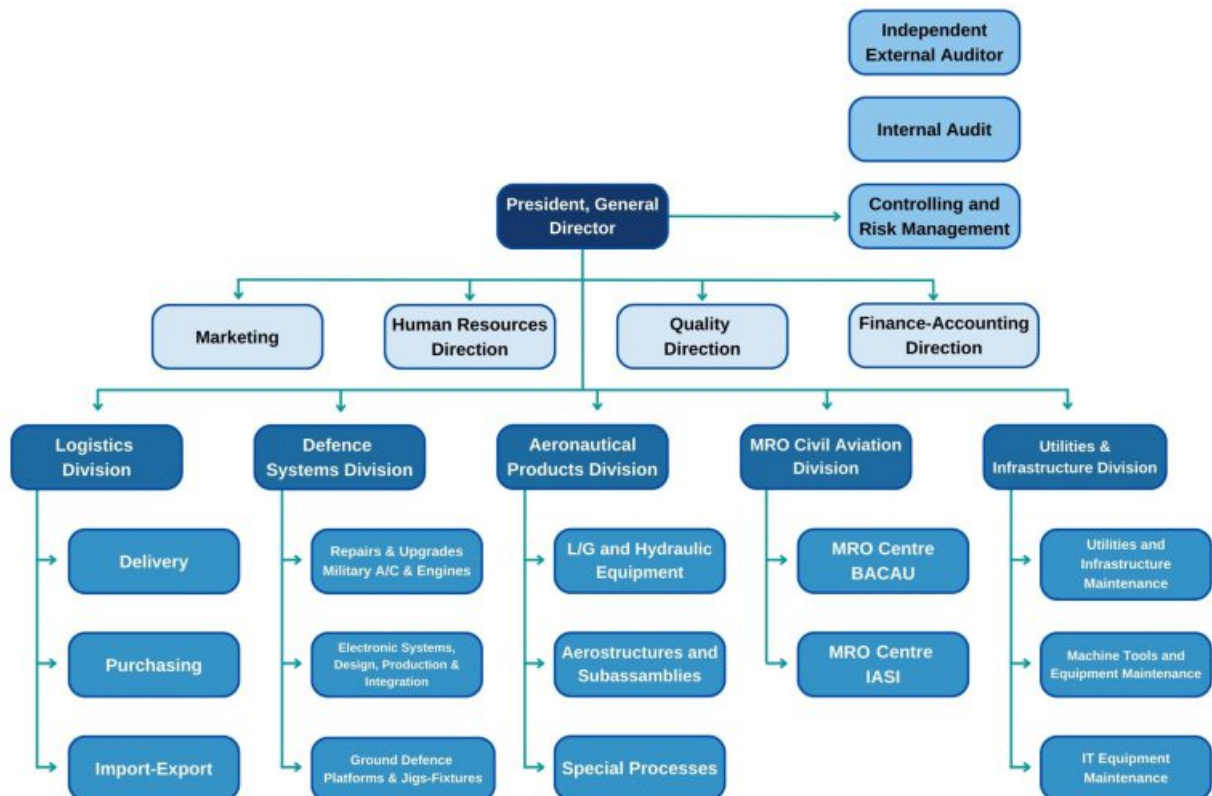 Independent
External Auditor
Internal Audit
President, General
Director
Controlling and
Risk Management
Marketing
Human Resources
Direction
Quality
Direction
Finance-Accounting
Direction
Logistics
Division
Defence
Systems Division
Aeronautical
Products Division
MRO Civil Aviation
Division
Utilities &
Infrastructure Division
Delivery
Repairs & Upgrades
Military A/C & Engines
L/G and Hydraulic
Equipment
MRO Centre
BACAU
Utilities and
Infrastructure
Maintenance
Purchasing
Electronic Systems,
Design, Production &
Integration
Aerostructures and
Subassamblies
MRO Centre
IASI
Machine Tools and
Equipment Maintenance
Import-Export
Ground Defence
Platforms & Jigs-Fixtures
Special Processes
IT Equipment
Maintenance